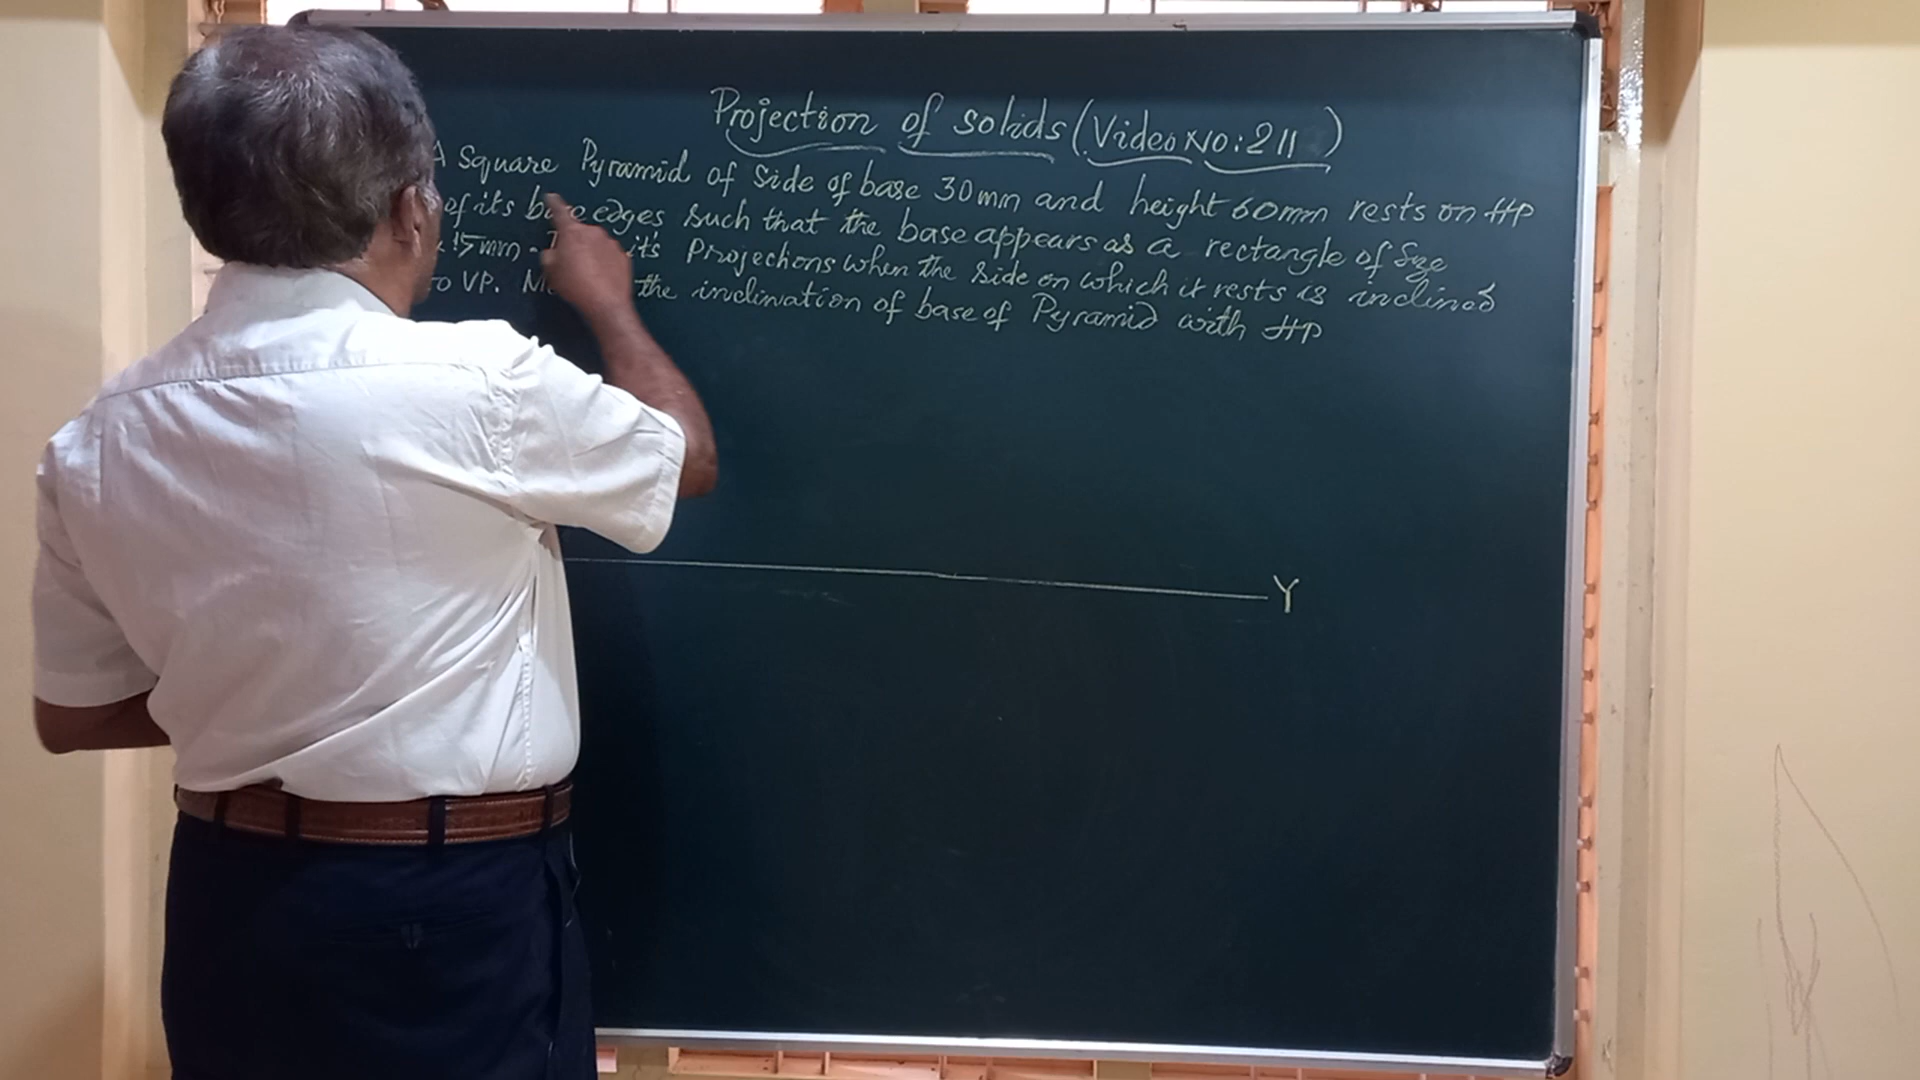 Projection of solids (Video No: 211)
A square Pyramid of side of base 30mm and height 60mm rests on HP
of its base edges such that the base appears as a rectangle of Size
15mm. its Projections when the side on which it rests is inclined
to VP. the inclination of base of Pyramid with HP
Y